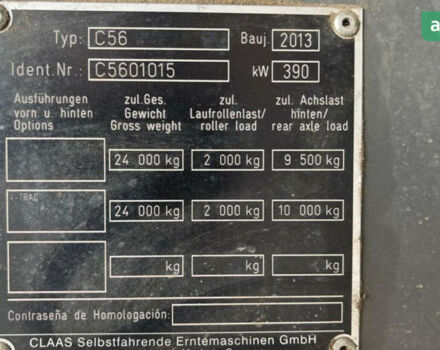 Typ: C56 Bauj. 2013
Ident.Nr.: C5601015 kW 390
Ausführungen vorn u. hinten Options
zul.Ges. Gewicht Gross weight
zul. Laufrollenlast/ roller load
zul. Achslast hinten/ rear axle load
24 000 kg 2 000 kg 9 500 kg
24 000 kg 2 000 kg 10 000 kg
kg kg kg
Contraseña de Homologación:
CLAAS Selbstfahrende Erntemaschinen GmbH
a